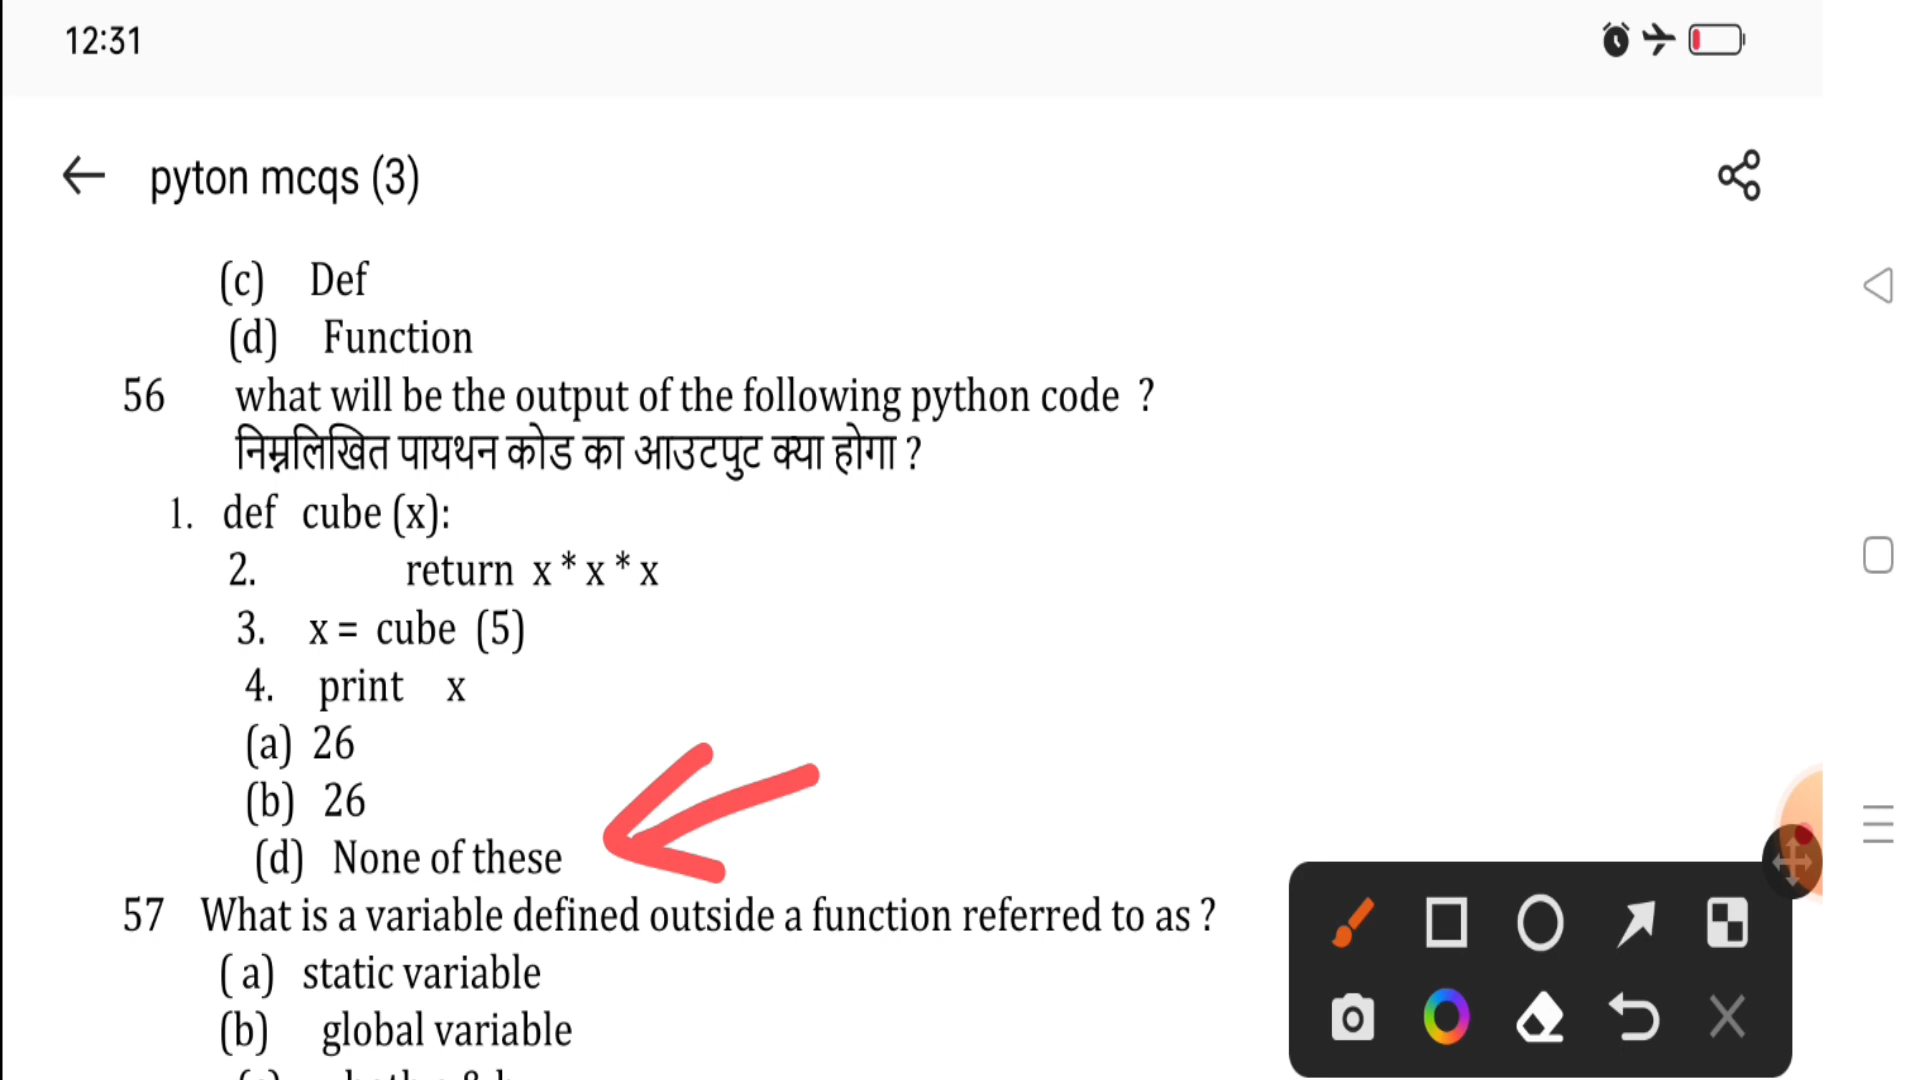 12:31
pyton mcqs (3)
(c) Def
(d) Function
56 what will be the output of the following python code ?
निम्नलिखित पायथन कोड का आउटपुट क्या होगा ?
1. def cube (x):
2. return x * x * x
3. x = cube (5)
4. print x
(a) 26
(b) 26
(d) None of these
57 What is a variable defined outside a function referred to as ?
( a) static variable
(b) global variable